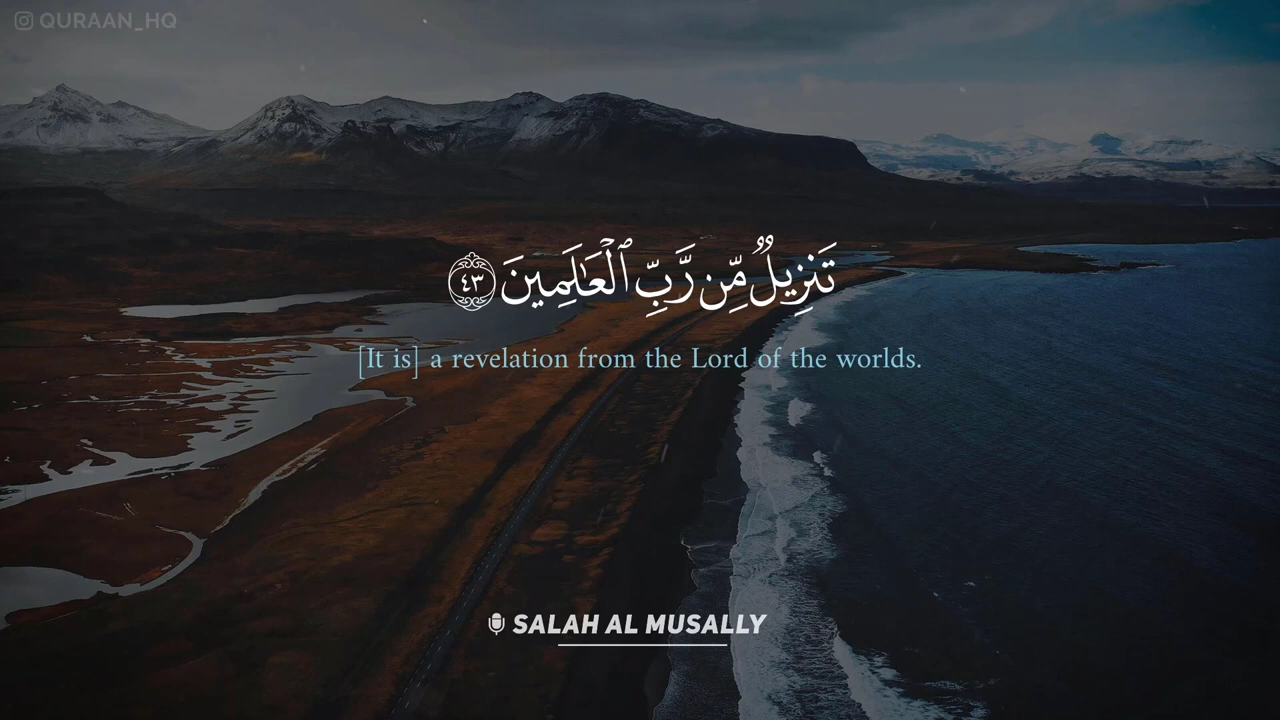 QURAAN_HQ
تَنزِيلٌ مِّن رَّبِّ ٱلْعَـٰلَمِينَ ٤٣
[It is] a revelation from the Lord of the worlds.
SALAH AL MUSALLY